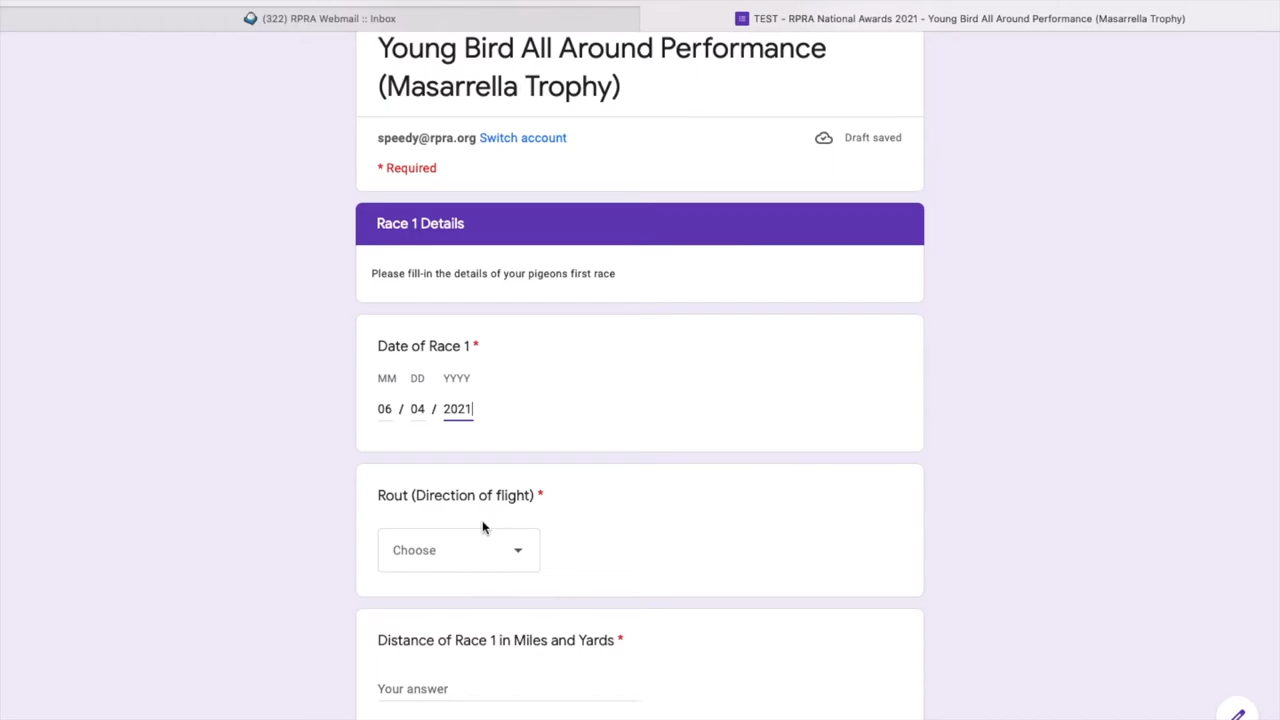 (322) RPRA Webmail :: Inbox
TEST - RPRA National Awards 2021 - Young Bird All Around Performance (Masarrella Trophy)
Young Bird All Around Performance
(Masarrella Trophy)
speedy@rpra.org Switch account
Draft saved
* Required
Race 1 Details
Please fill-in the details of your pigeons first race
Date of Race 1 *
MM DD YYYY
06 / 04 / 2021
Rout (Direction of flight) *
Choose
Distance of Race 1 in Miles and Yards *
Your answer